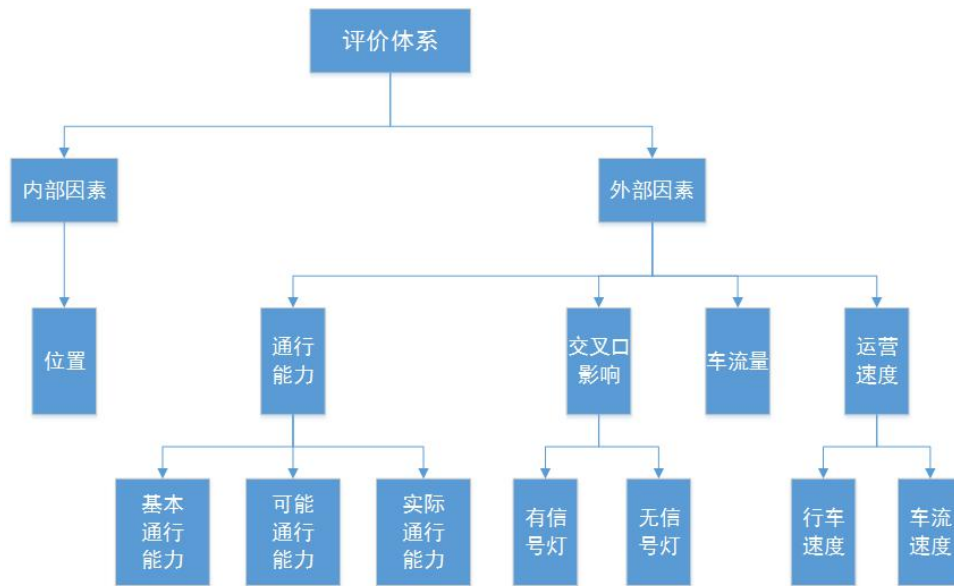 评价体系
内部因素
外部因素
位置
通行
能力
交叉口
影响
车流量
运营
速度
基本
通行
能力
可能
通行
能力
实际
通行
能力
有信
号灯
无信
号灯
行车
速度
车流
速度